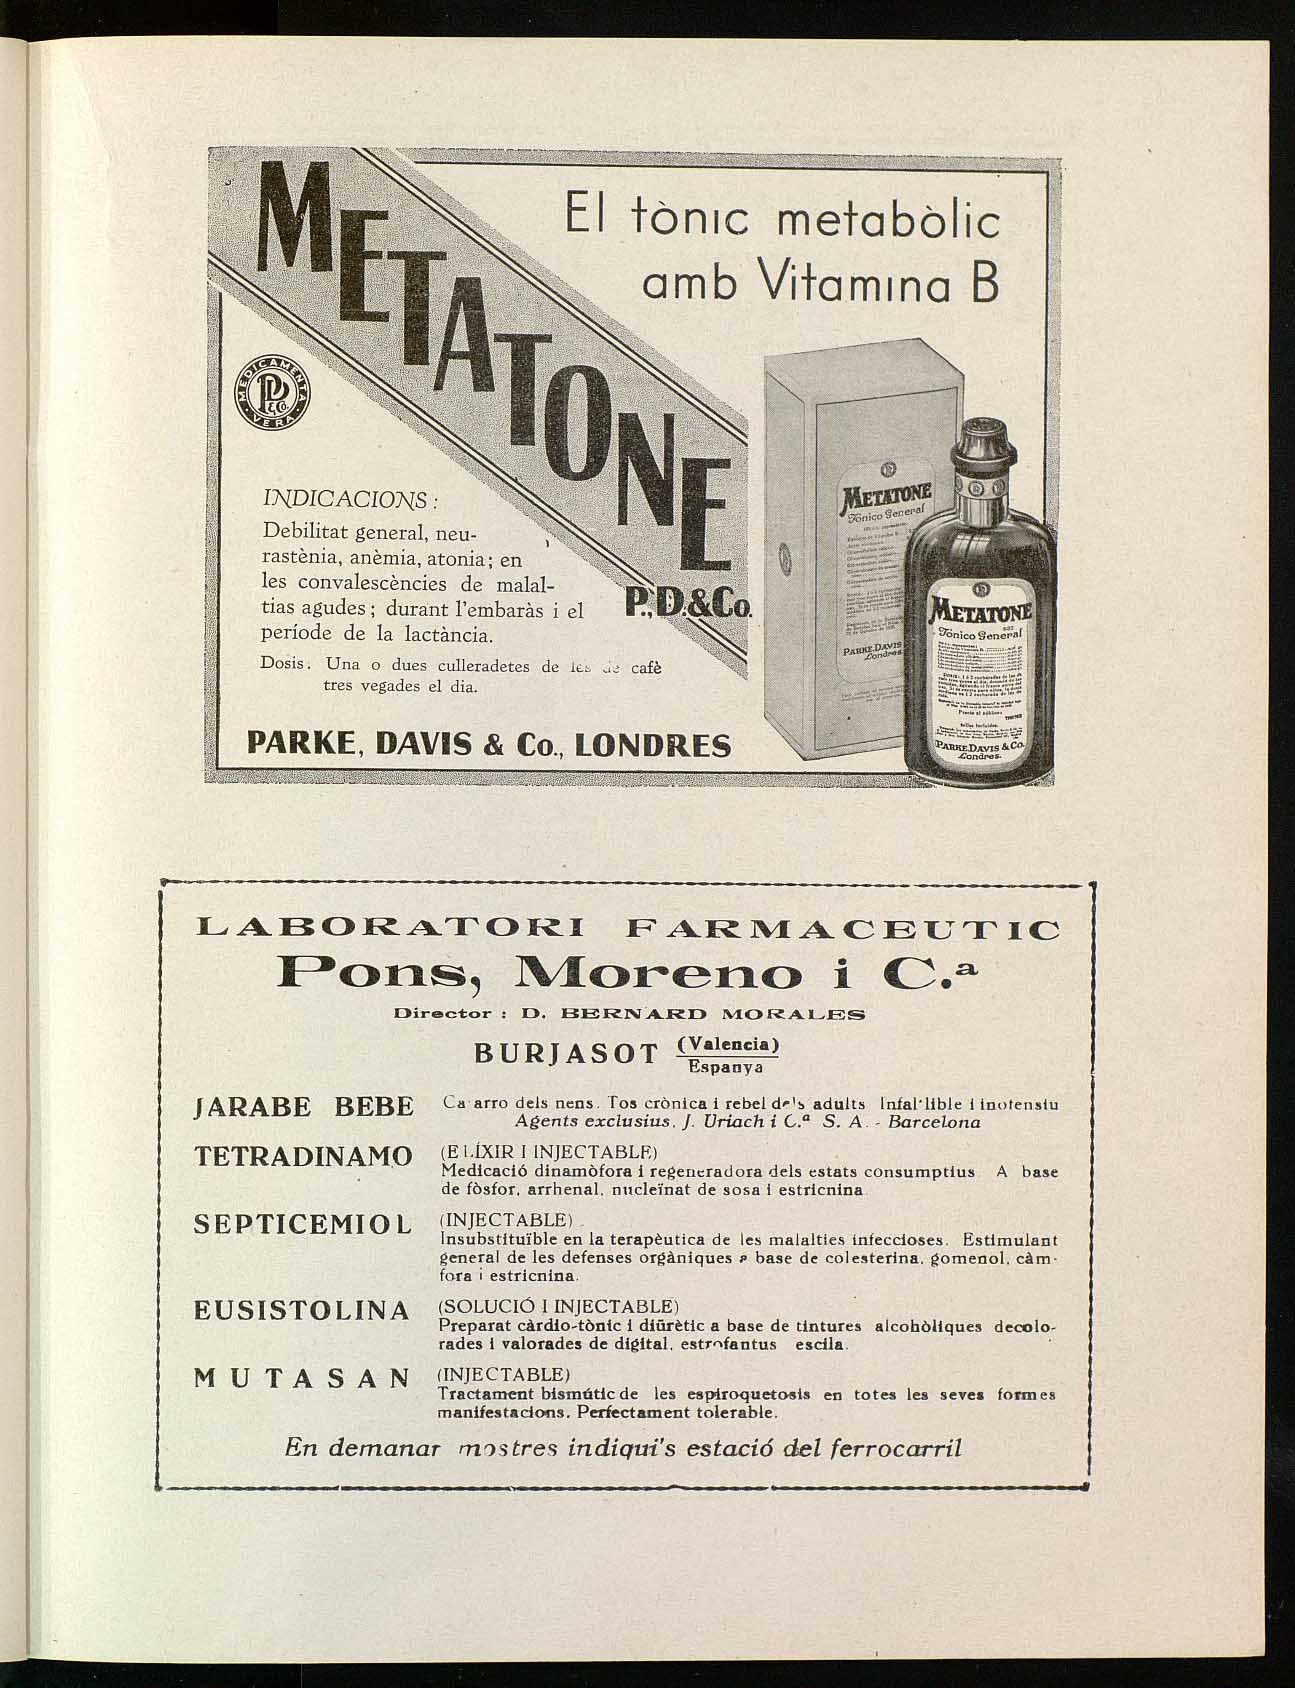 METATONE
P., D. & Co.
El tònic metabòlic
amb Vitamina B
MEDICAMENTA
VERA
P D & Co.
INDICACIONS :
Debilitat general, neu-
rastènia, anèmia, atonia; en
les convalescències de malal-
tias agudes; durant l'embaràs i el
període de la lactància.
Dosis. Una o dues culleradetes de les de cafè
tres vegades el dia.
PARKE, DAVIS & Co., LONDRES
METATONE
Tónico General
PARKE, DAVIS
Londres
METATONE
Tónico General
PARKE, DAVIS & Co.
Londres.
LABORATORI FARMACEUTIC
Pons, Moreno i C.ª
Director : D. BERNARD MORALES
BURJASOT (Valencia)
Espanya
JARABE BEBE Catarro dels nens. Tos crònica i rebel dels adults Infal·lible i inofensiu
Agents exclusius, J. Uriach i C.ª S. A. - Barcelona
TETRADINAMO (ELÍXIR I INJECTABLE)
Medicació dinamòfora i regeneradora dels estats consumptius A base
de fòsfor, arrhenal, nucleïnat de sosa i estricnina
SEPTICEMIOL (INJECTABLE)
Insubstituïble en la terapèutica de les malalties infeccioses. Estimulant
general de les defenses orgàniques a base de colesterina, gomenol, càm-
fora i estricnina.
EUSISTOLINA (SOLUCIÓ I INJECTABLE)
Preparat càrdio-tònic i diürètic a base de tintures alcohòliques decolo-
rades i valorades de digital, estrofantus escila.
MUTASAN (INJECTABLE)
Tractament bismútic de les espiroquetosis en totes les seves formes
manifestacions. Perfectament tolerable.
En demanar mostres indiqui's estació del ferrocarril